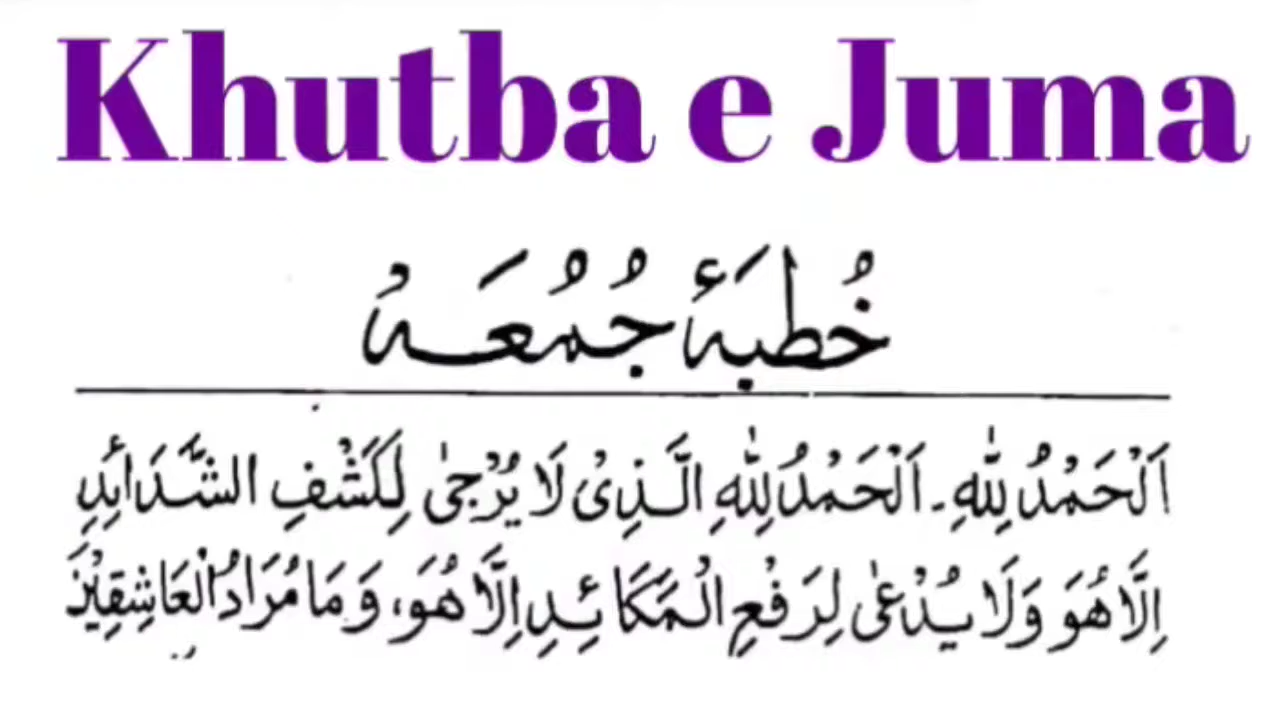 Khutba e Juma
خُطبَۂ جُمُعَہُ
اَلْحَمْدُ لِلّٰهِ۔ اَلْحَمْدُ لِلّٰهِ الَّذِیْ لَا یُرْجٰی لِكَشْفِ الشَّدَائِدِ
اِلَّا هُوَ وَلَا یُدْعٰی لِرَفْعِ الْمَكَائِدِ اِلَّا هُوَ، وَمَا مُرَادُ الْعَاشِقِیْنَ